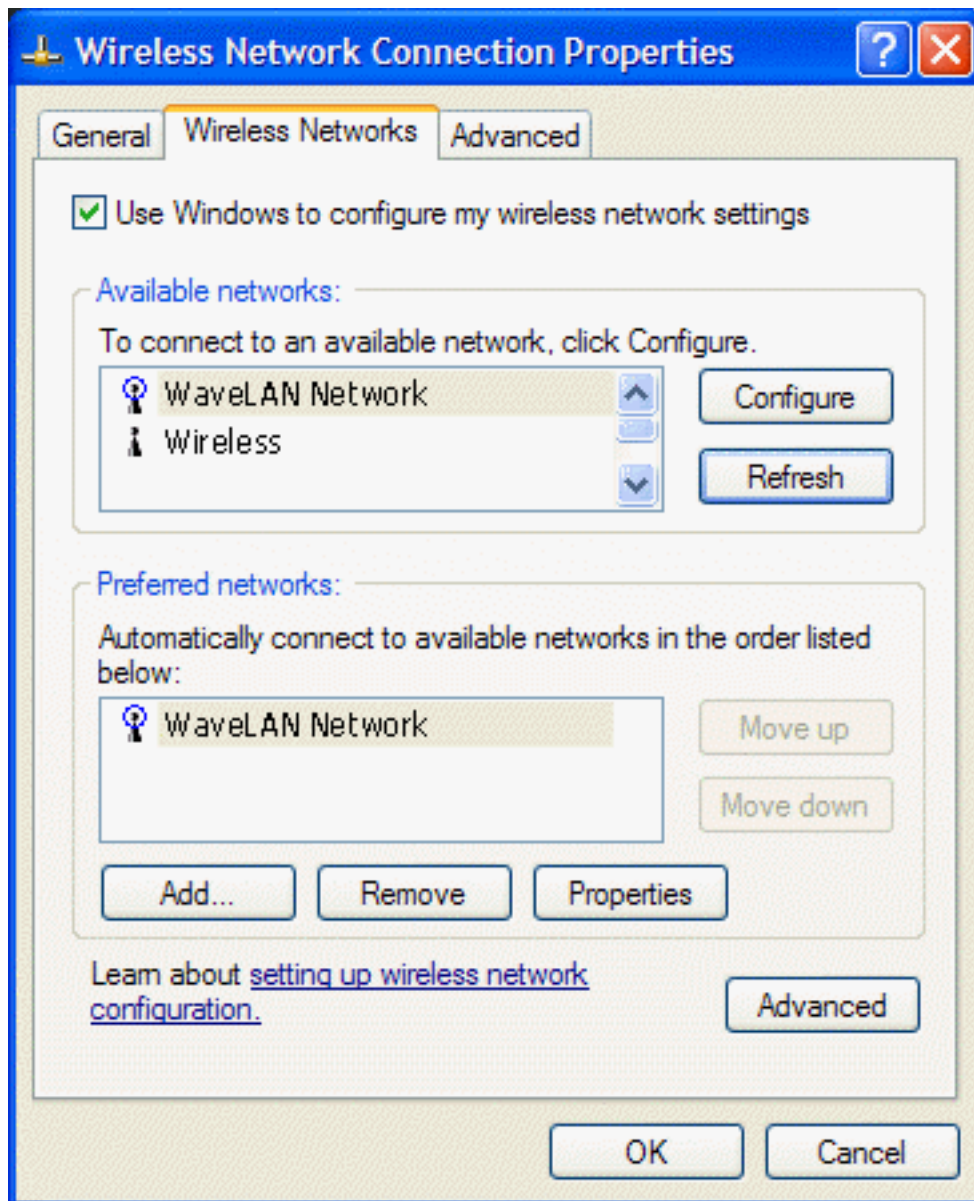 Wireless Network Connection Properties
General
Wireless Networks
Advanced
Use Windows to configure my wireless network settings
Available networks:
To connect to an available network, click Configure.
WaveLAN Network
Wireless
Configure
Refresh
Preferred networks:
Automatically connect to available networks in the order listed
below:
WaveLAN Network
Move up
Move down
Add...
Remove
Properties
Learn about setting up wireless network
configuration.
Advanced
OK
Cancel